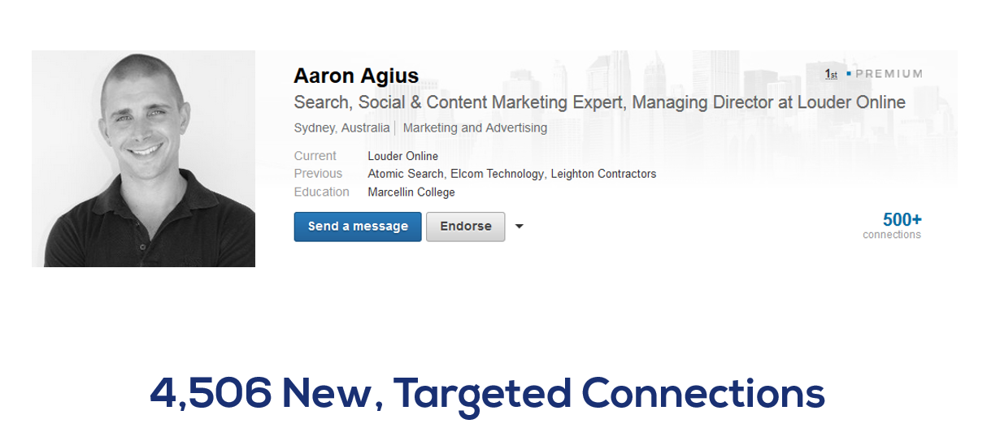 Aaron Agius
1st PREMIUM
Search, Social & Content Marketing Expert, Managing Director at Louder Online
Sydney, Australia | Marketing and Advertising
Current Louder Online
Previous Atomic Search, Elcom Technology, Leighton Contractors
Education Marcellin College
Send a message Endorse
500+
connections
4,506 New, Targeted Connections